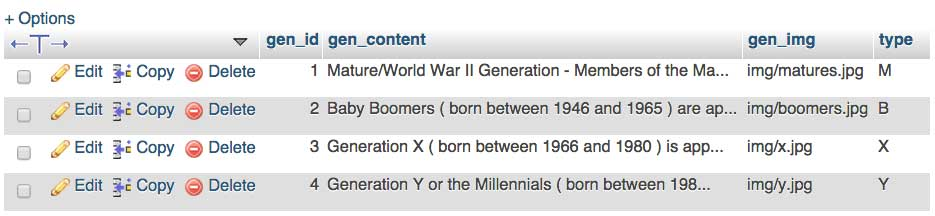 + Options
←T→ gen_id gen_content gen_img type
Edit Copy Delete 1 Mature/World War II Generation - Members of the Ma... img/matures.jpg M
Edit Copy Delete 2 Baby Boomers ( born between 1946 and 1965 ) are ap... img/boomers.jpg B
Edit Copy Delete 3 Generation X ( born between 1966 and 1980 ) is app... img/x.jpg X
Edit Copy Delete 4 Generation Y or the Millennials ( born between 198... img/y.jpg Y